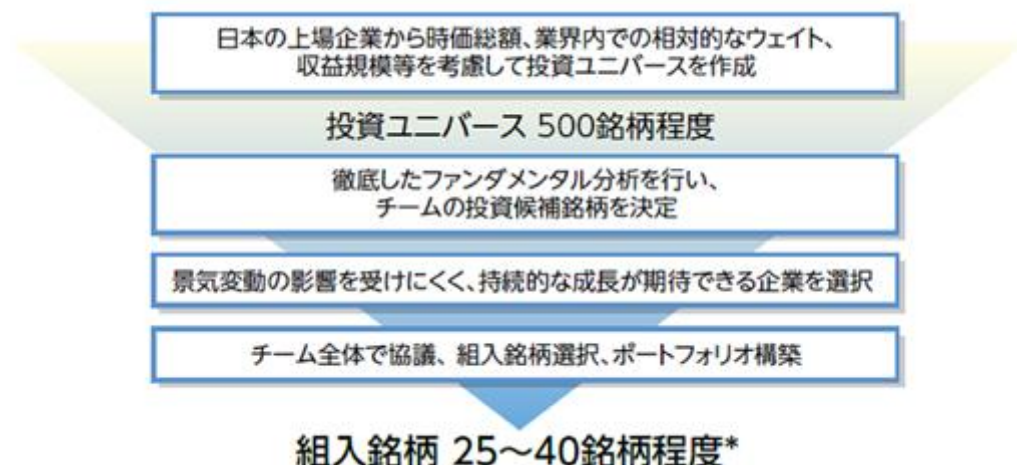 日本の上場企業から時価総額、業界内での相対的なウェイト、
収益規模等を考慮して投資ユニバースを作成
投資ユニバース 500銘柄程度
徹底したファンダメンタル分析を行い、
チームの投資候補銘柄を決定
景気変動の影響を受けにくく、持続的な成長が期待できる企業を選択
チーム全体で協議、組入銘柄選択、ポートフォリオ構築
組入銘柄 25～40銘柄程度*